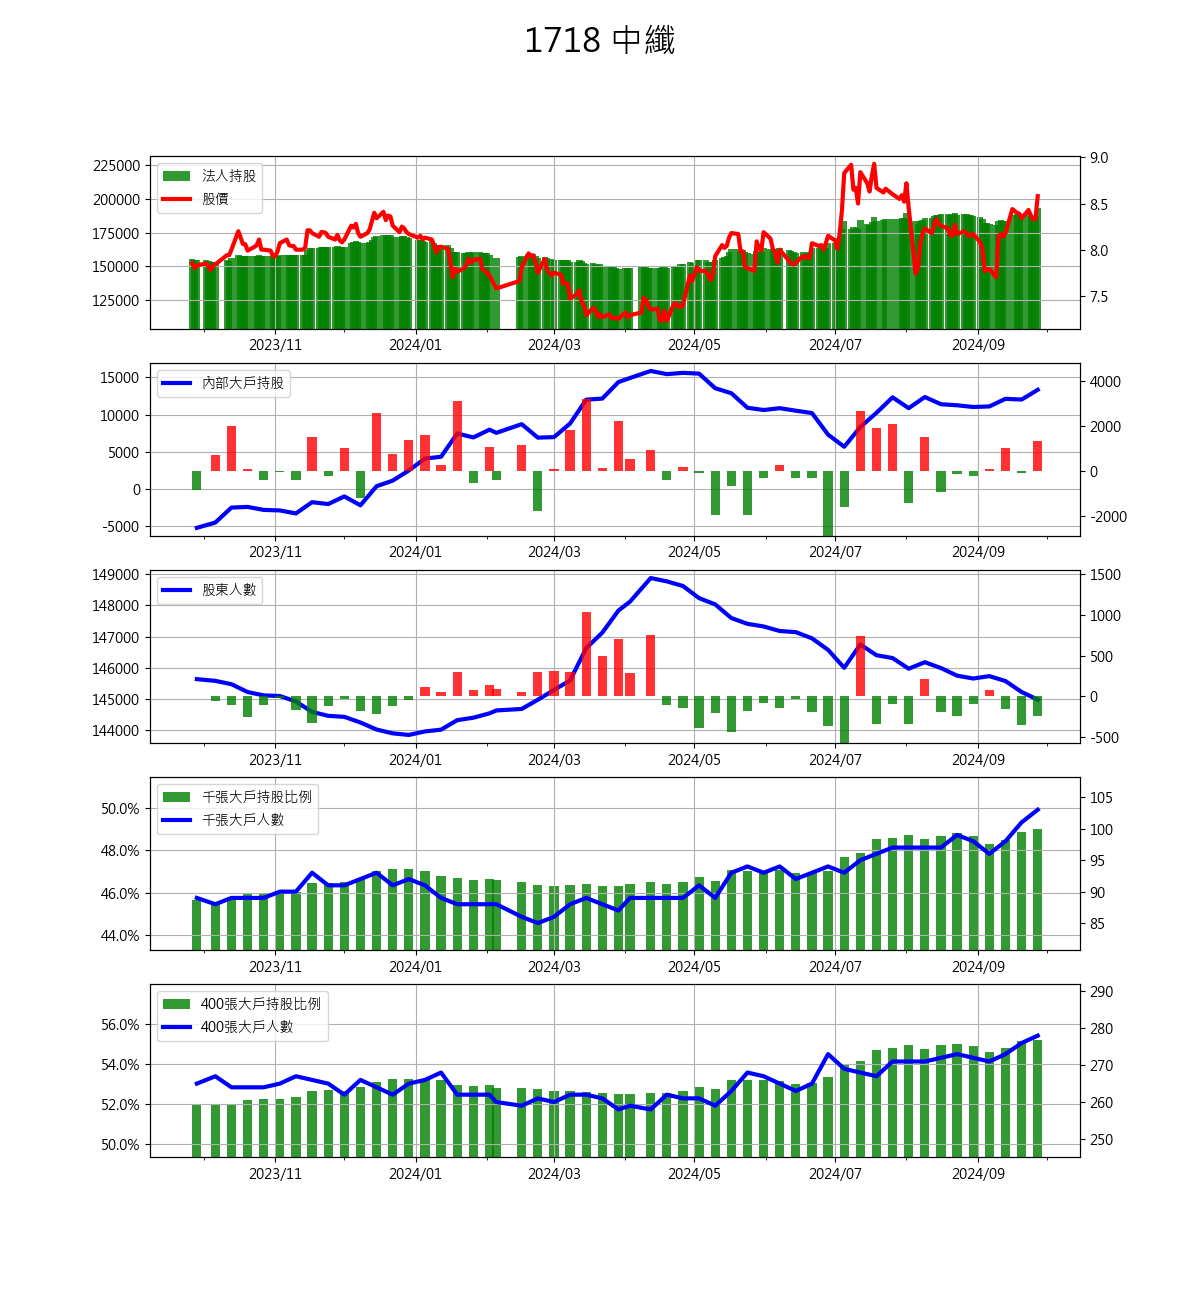 1718 中纖
225000 200000 175000 150000 125000
法人持股
股價
9.0 8.5 8.0 7.5
2023/11 2024/01 2024/03 2024/05 2024/07 2024/09
15000 10000 5000 0 -5000
內部大戶持股
4000 2000 0 -2000
2023/11 2024/01 2024/03 2024/05 2024/07 2024/09
149000 148000 147000 146000 145000 144000
股東人數
1500 1000 500 0 -500
2023/11 2024/01 2024/03 2024/05 2024/07 2024/09
50.0% 48.0% 46.0% 44.0%
千張大戶持股比例
千張大戶人數
105 100 95 90 85
2023/11 2024/01 2024/03 2024/05 2024/07 2024/09
56.0% 54.0% 52.0% 50.0%
400張大戶持股比例
400張大戶人數
290 280 270 260 250
2023/11 2024/01 2024/03 2024/05 2024/07 2024/09